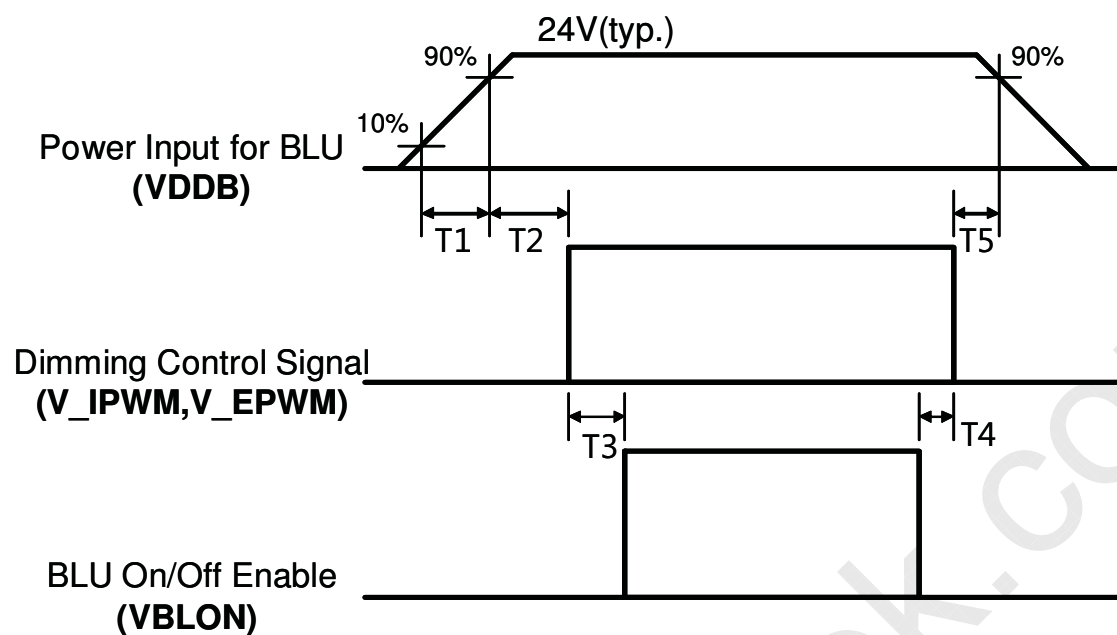 24V(typ.)
90%
90%
10%
Power Input for BLU
(VDDB)
T1
T2
T5
Dimming Control Signal
(V_IPWM,V_EPWM)
T3
T4
BLU On/Off Enable
(VBLON)
k.co